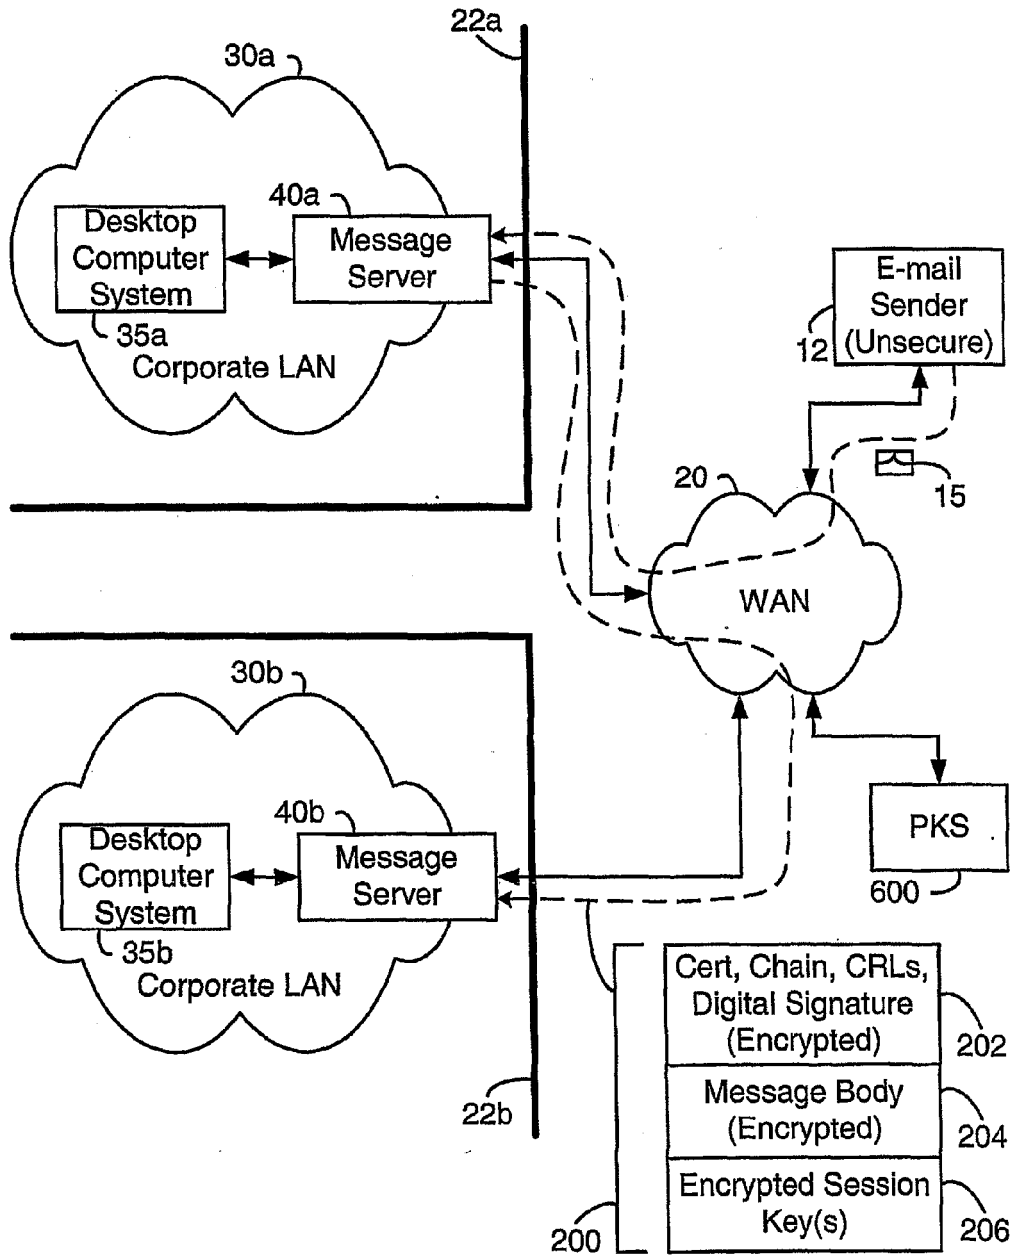 22a
30a
40a
Desktop
Computer
System
Message
Server
35a
Corporate LAN
E-mail
Sender
(Unsecure)
12
15
20
WAN
30b
40b
Desktop
Computer
System
Message
Server
35b
Corporate LAN
22b
PKS
600
Cert, Chain, CRLs,
Digital Signature
(Encrypted)
202
Message Body
(Encrypted)
204
Encrypted Session
Key(s)
206
200